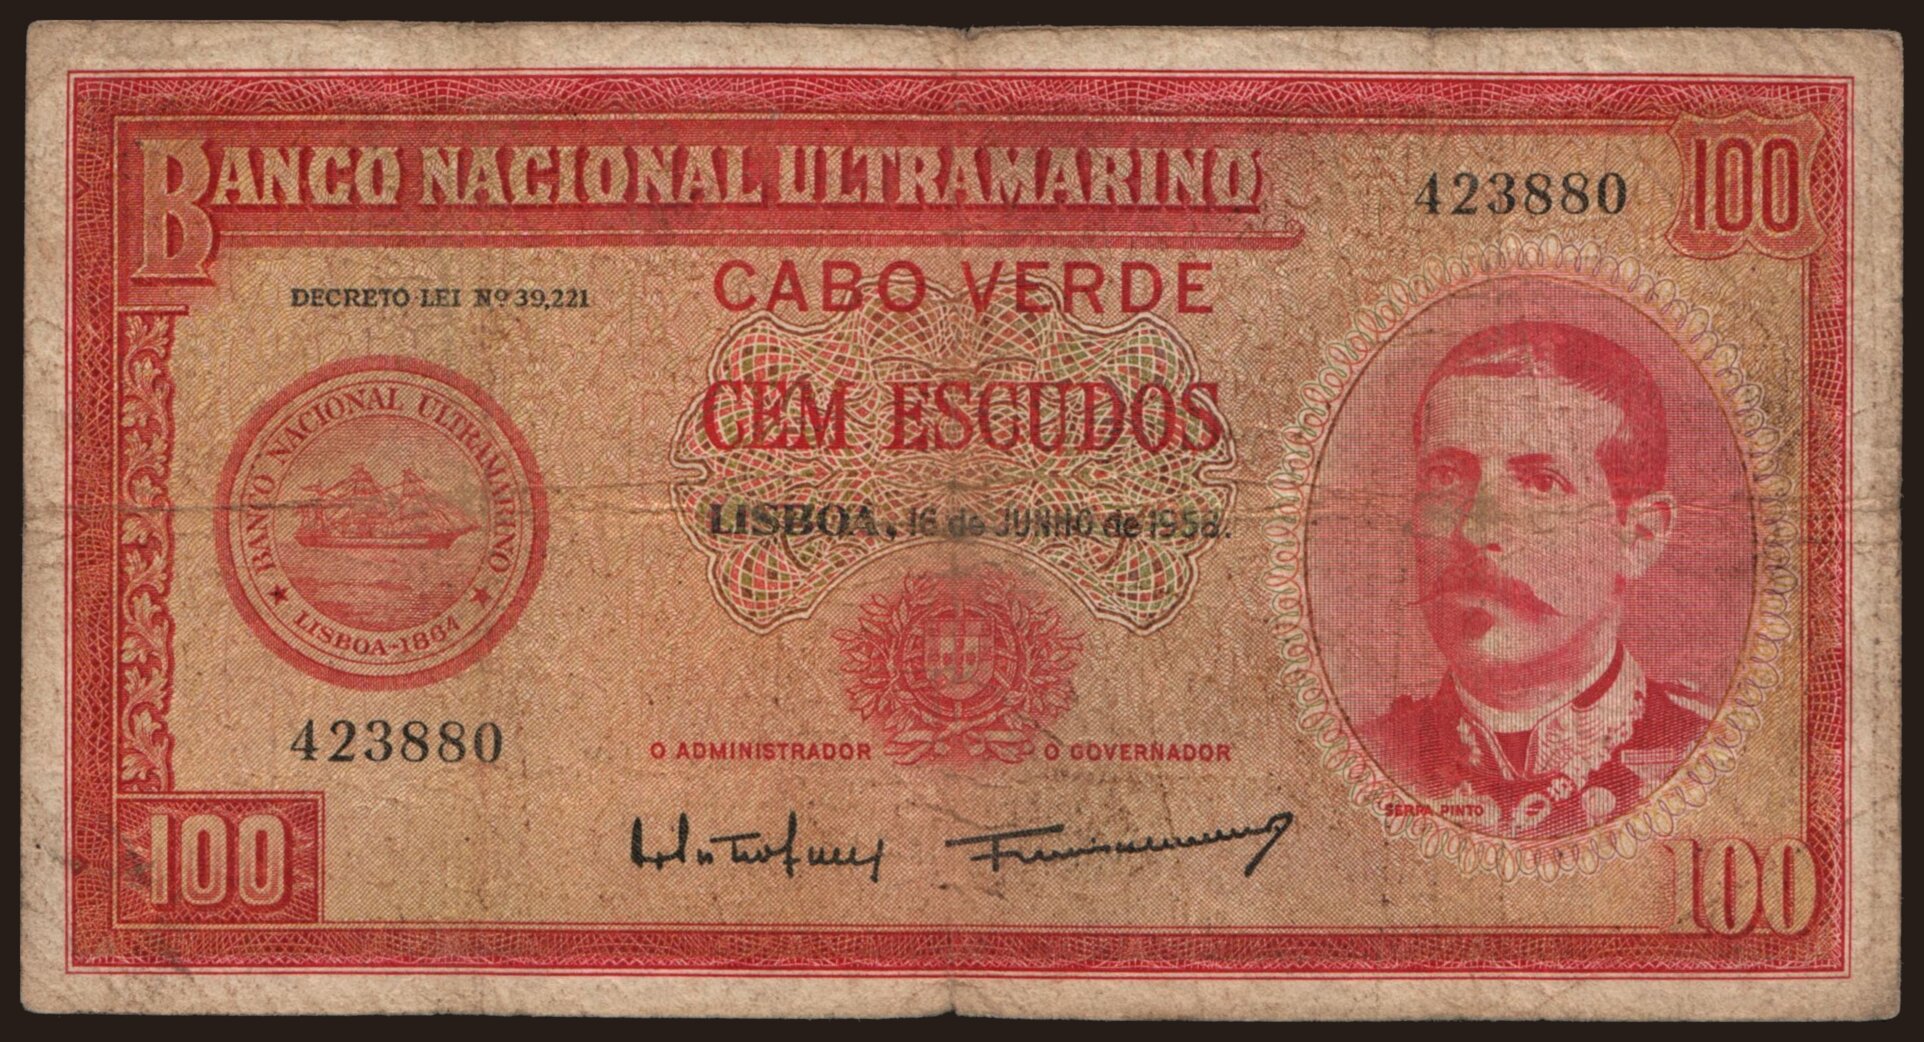 BANCO NACIONAL ULTRAMARINO
423880
100
CABO VERDE
DECRETO-LEI Nº 39,221
CEM ESCUDOS
BANCO NACIONAL ULTRAMARINO
LISBOA-1864
LISBOA, 16 de JUNHO de 1958.
423880
O ADMINISTRADOR
O GOVERNADOR
SERPA PINTO
100
100